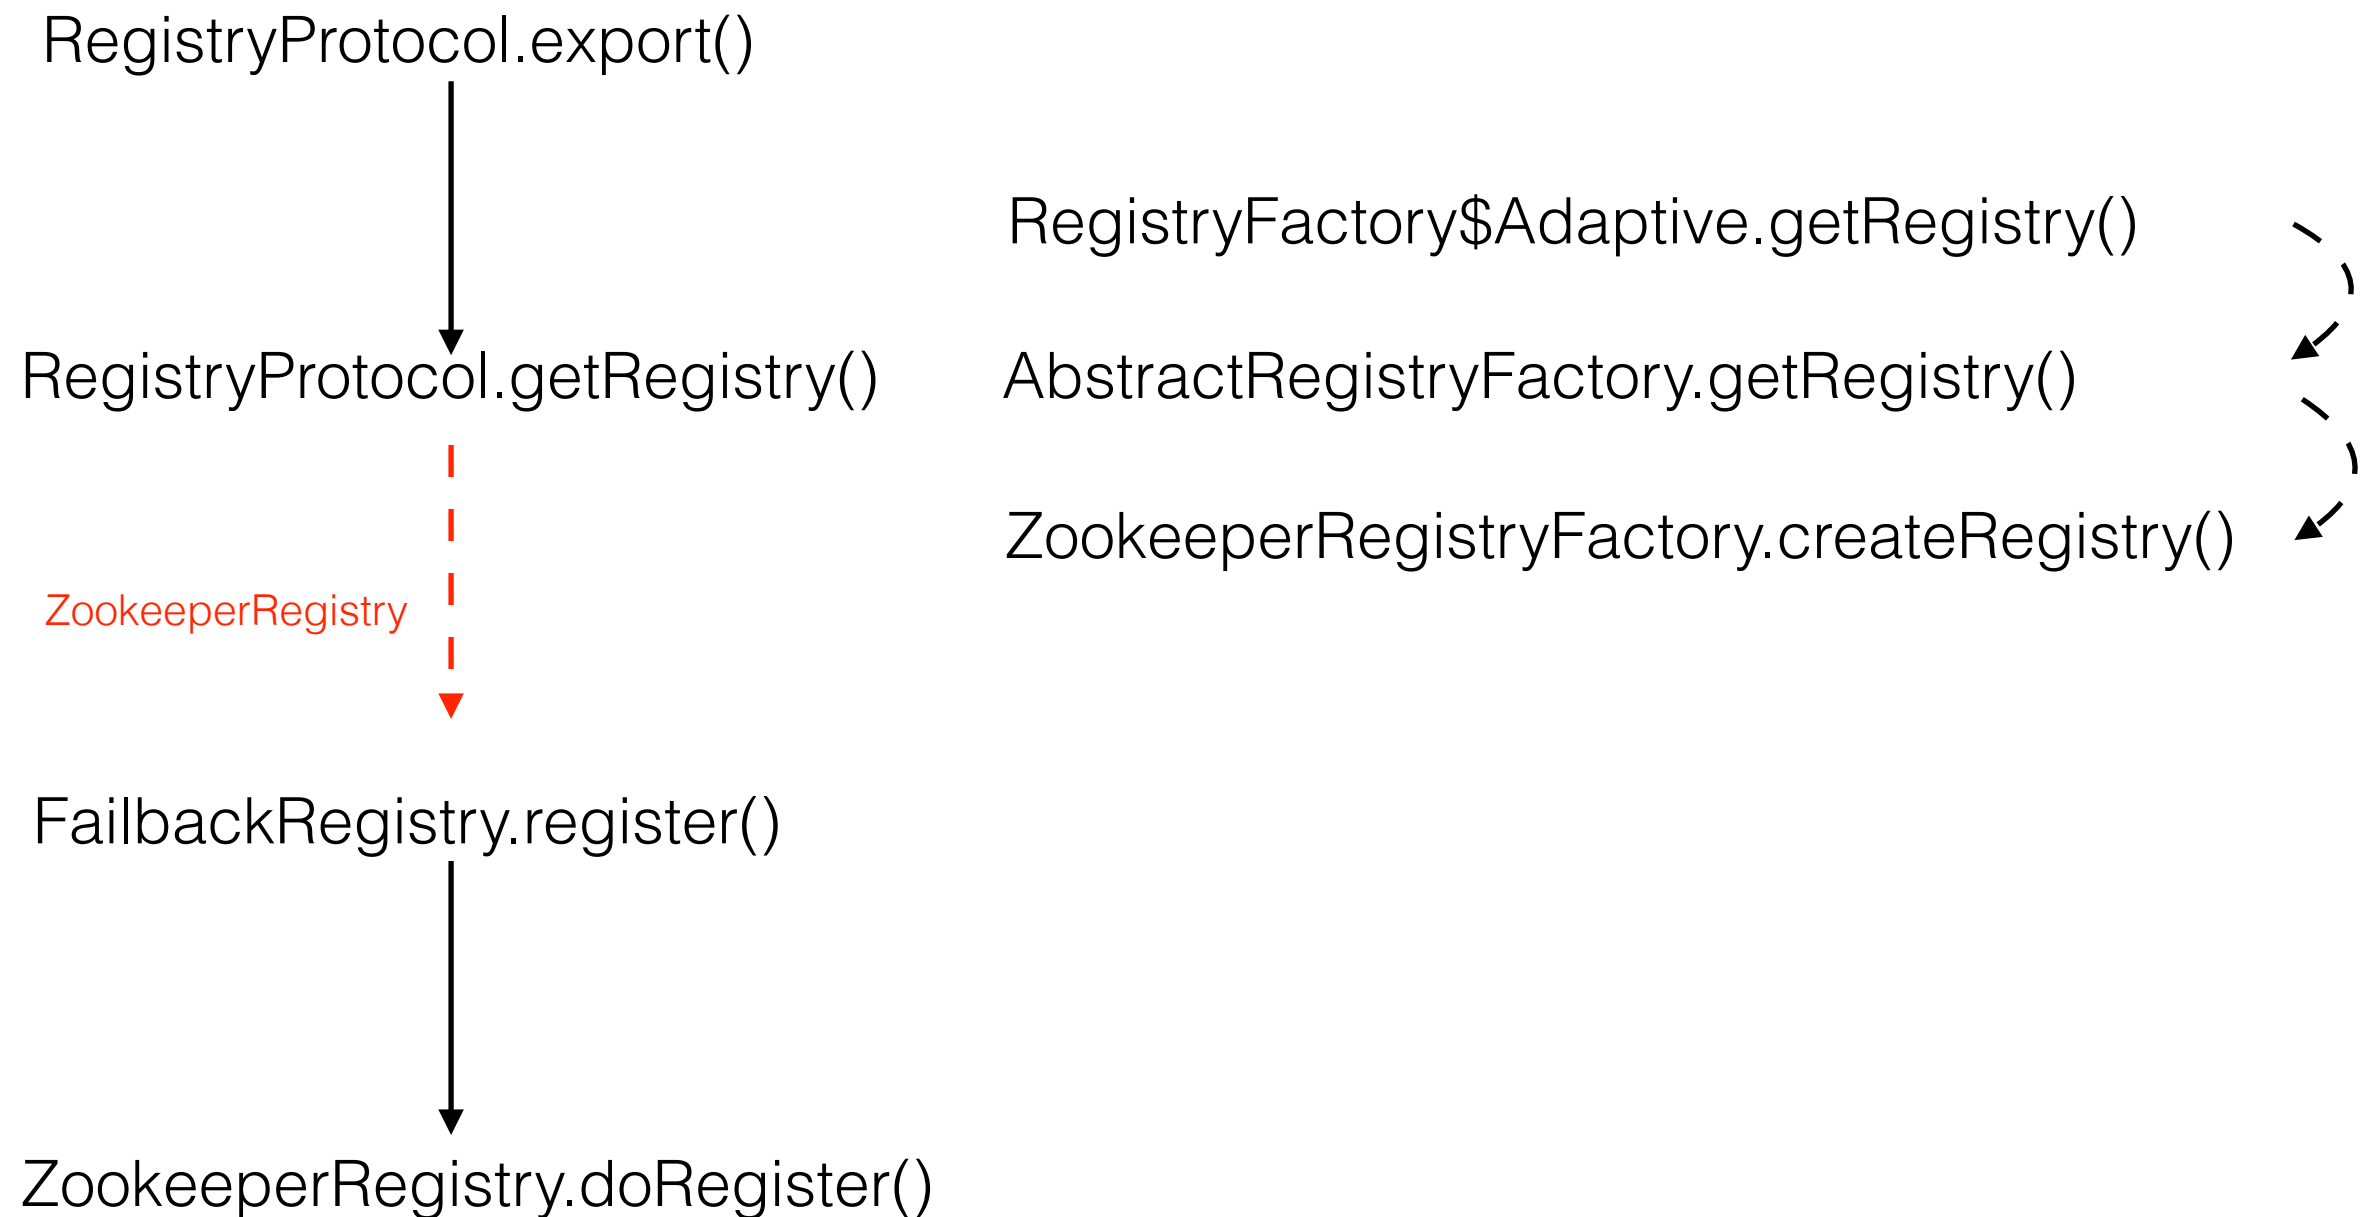 RegistryProtocol.export()
RegistryFactory$Adaptive.getRegistry()
RegistryProtocol.getRegistry()
AbstractRegistryFactory.getRegistry()
ZookeeperRegistryFactory.createRegistry()
ZookeeperRegistry
FailbackRegistry.register()
ZookeeperRegistry.doRegister()